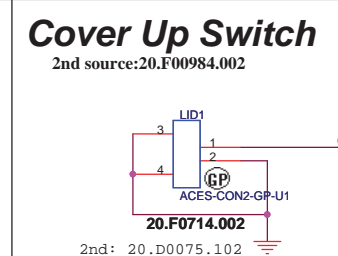 Cover Up Switch
2nd source:20.F00984.002
LID1
3
1
2
4
GP
ACES-CON2-GP-U1
20.F0714.002
2nd: 20.D0075.102